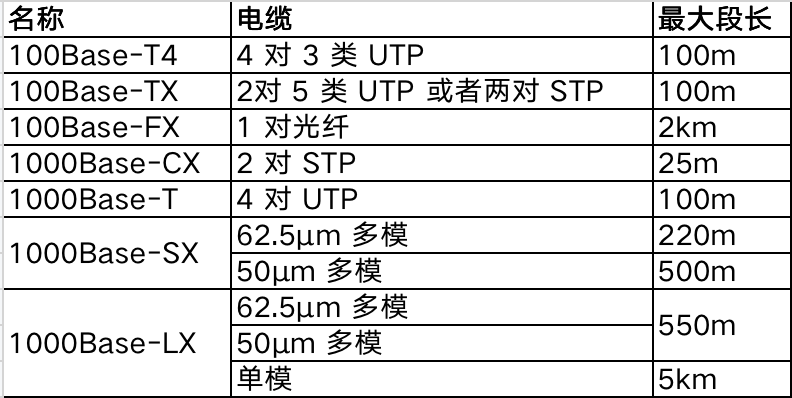 名称 电缆 最大段长
100Base-T4 4 对 3 类 UTP 100m
100Base-TX 2对 5 类 UTP 或者两对 STP 100m
100Base-FX 1 对光纤 2km
1000Base-CX 2 对 STP 25m
1000Base-T 4 对 UTP 100m
1000Base-SX 62.5μm 多模 220m
50μm 多模 500m
1000Base-LX 62.5μm 多模 550m
50μm 多模
单模 5km